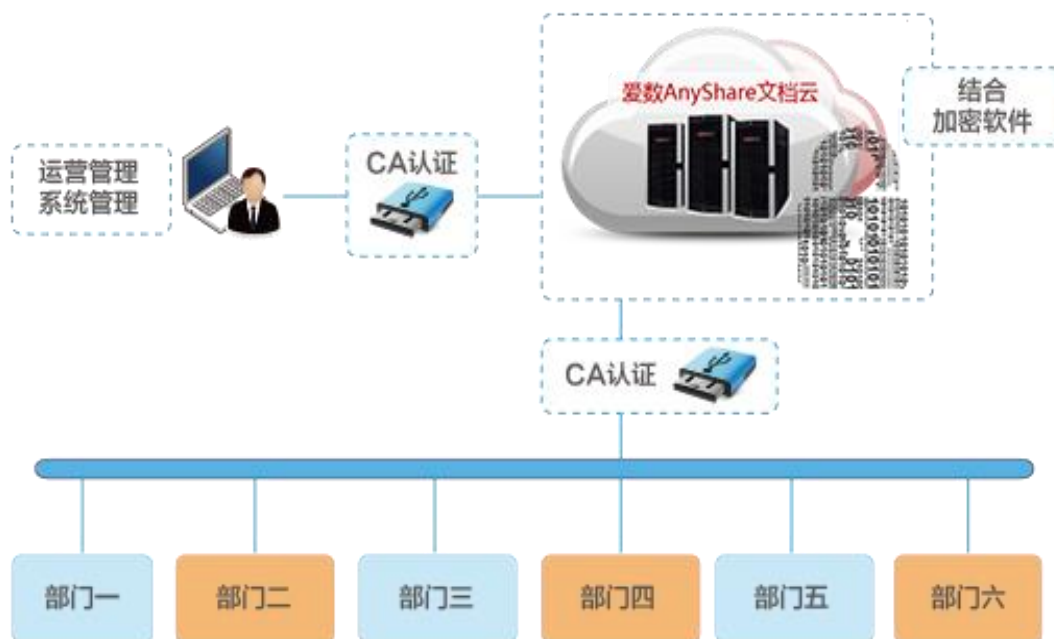 爱数AnyShare文档云
结合
加密软件
运营管理
系统管理
CA认证
CA认证
部门一
部门二
部门三
部门四
部门五
部门六